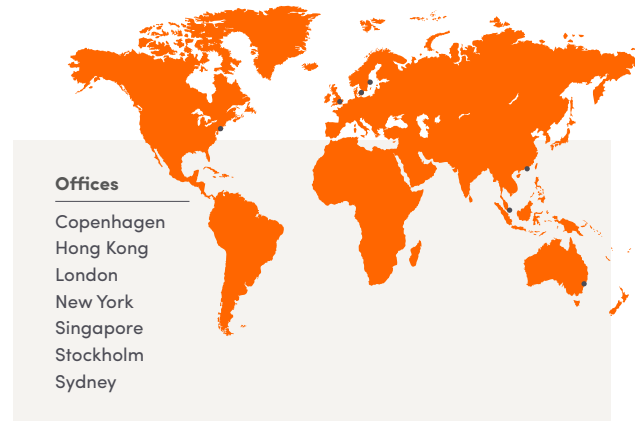 Offices
Copenhagen
Hong Kong
London
New York
Singapore
Stockholm
Sydney